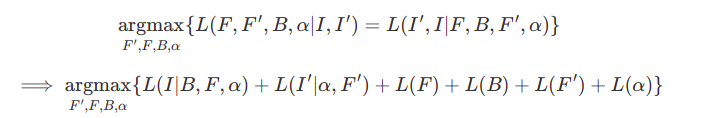 argmax{L(F, F′, B, α|I, I′) = L(I′, I|F, B, F′, α)}
F′,F,B,α
⟹ argmax{L(I|B, F, α) + L(I′|α, F′) + L(F) + L(B) + L(F′) + L(α)}
F′,F,B,α